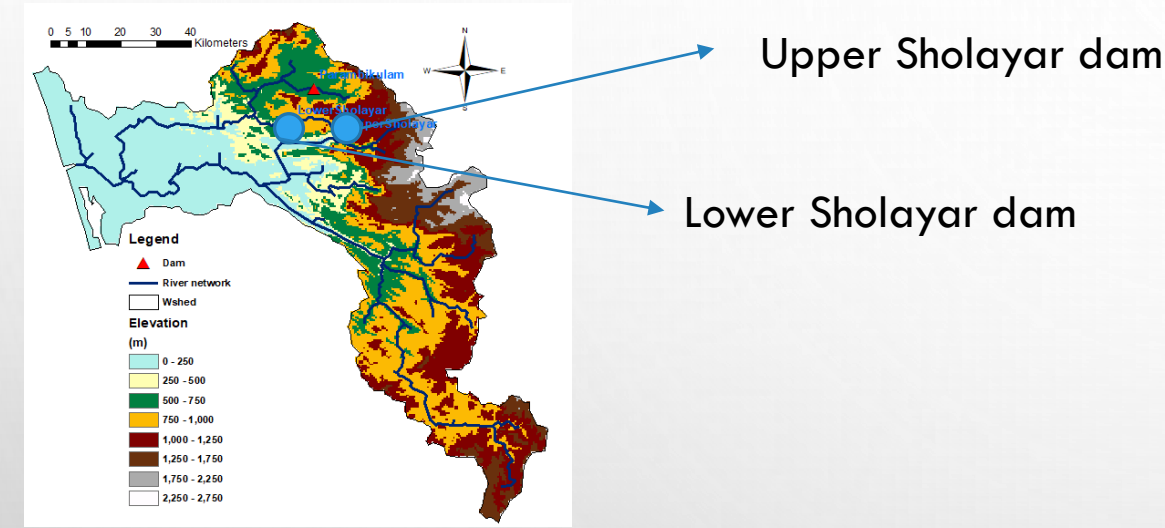 0 5 10 20 30 40
Kilometers
N
W E
S
Upper Sholayar dam
Lower Sholayar
Lower Sholayar dam
Legend
Dam
River network
Wshed
Elevation
(m)
0 - 250
250 - 500
500 - 750
750 - 1,000
1,000 - 1,250
1,250 - 1,750
1,750 - 2,250
2,250 - 2,750